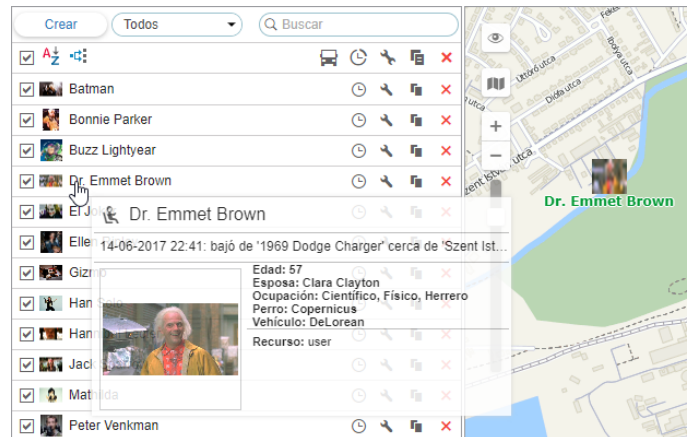 Crear
Todos
Buscar
Batman
Bonnie Parker
Buzz Lightyear
Dr. Emmet Brown
Dr. Emmet Brown
14-06-2017 22:41: bajó de '1969 Dodge Charger' cerca de 'Szent Ist...
Edad: 57
Esposa: Clara Clayton
Ocupación: Científico, Físico, Herrero
Perro: Copernicus
Vehículo: DeLorean
Recurso: user
Gizmo
Han Solo
Jack
Mathilda
Peter Venkman
Ibolya utca
Úttörő utca
Diófa utca
utca
Dr. Emmet Brown